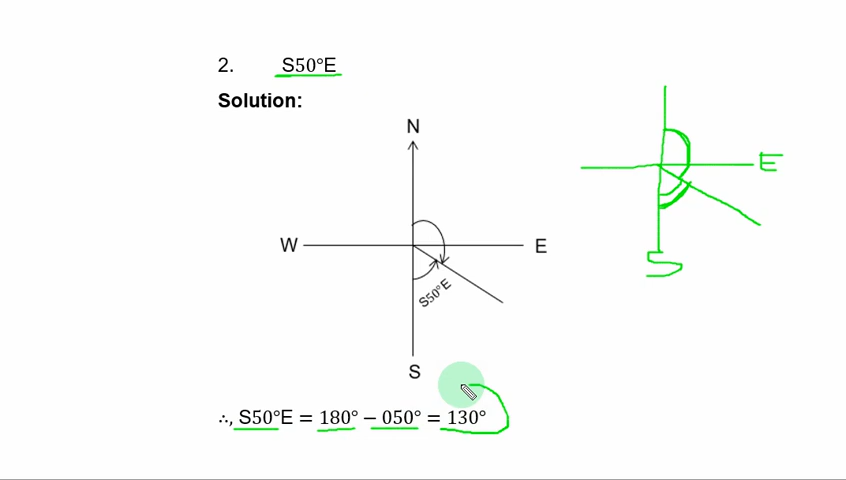 2. S50°E
Solution:
N
W
E
S50°E
S
∴, S50°E = 180° − 050° = 130°
E
S